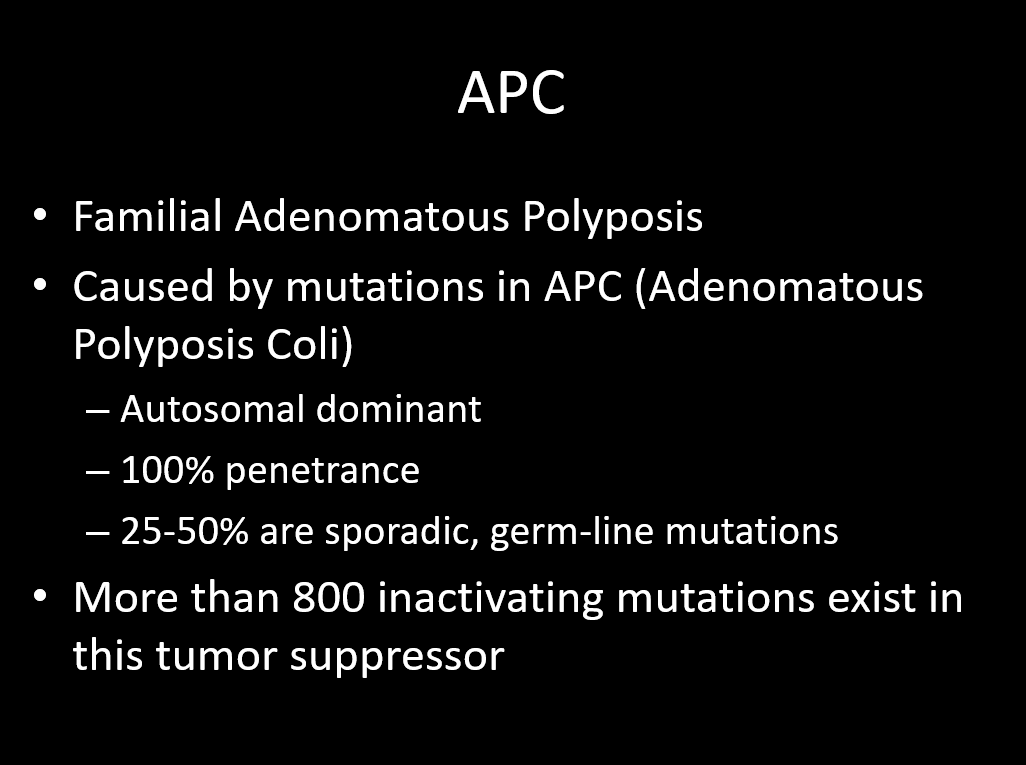 APC
• Familial Adenomatous Polyposis
• Caused by mutations in APC (Adenomatous
Polyposis Coli)
– Autosomal dominant
– 100% penetrance
– 25-50% are sporadic, germ-line mutations
• More than 800 inactivating mutations exist in
this tumor suppressor